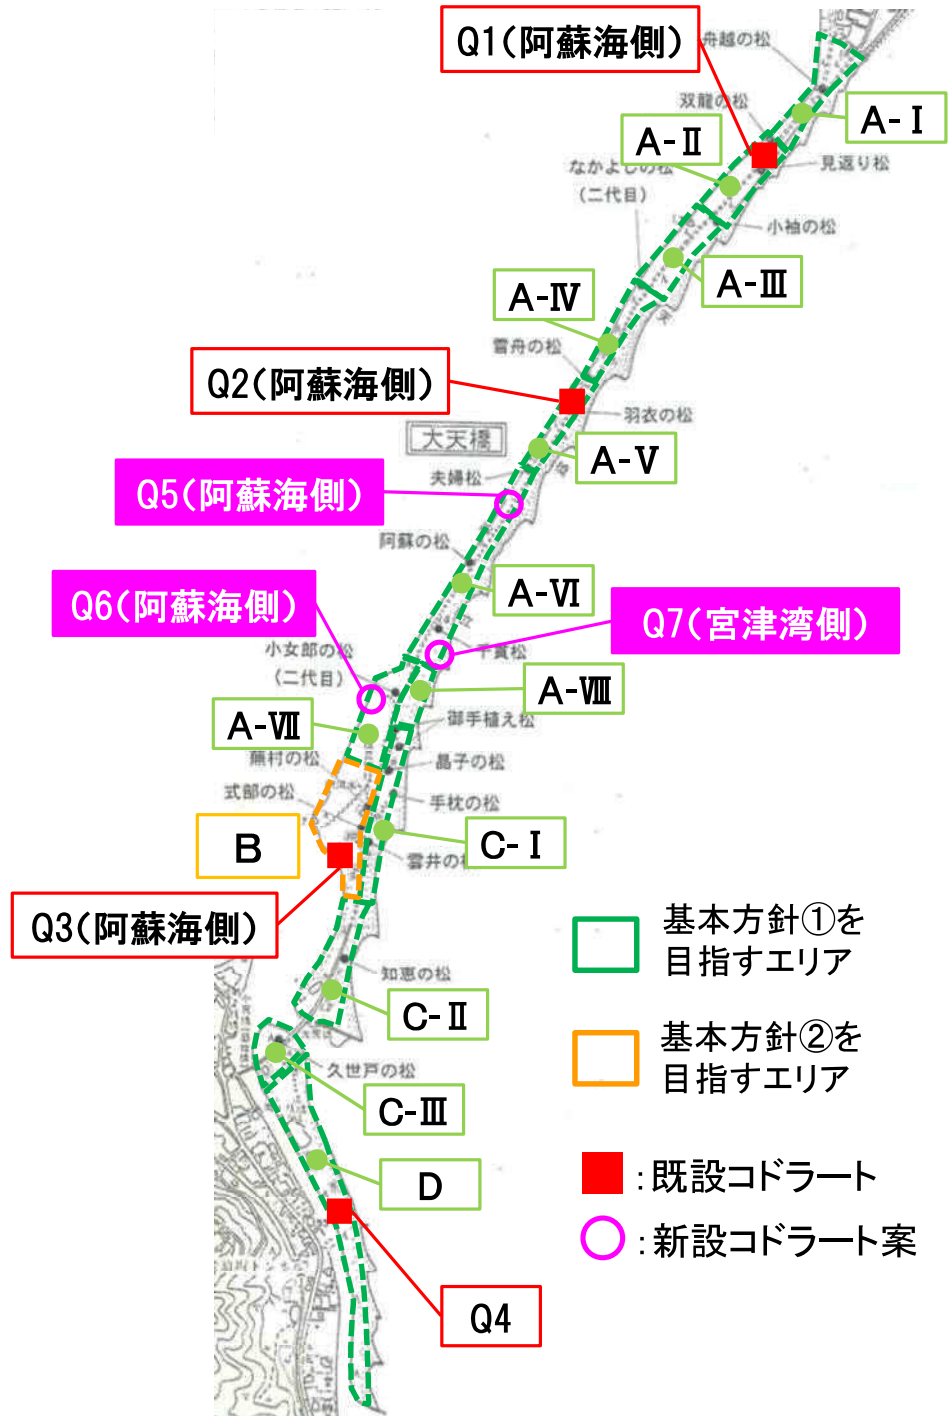 Q1(阿蘇海側)
舟越の松
双龍の松
A-Ⅰ
A-Ⅱ
見返り松
なかよしの松
(二代目)
小袖の松
A-Ⅲ
A-Ⅳ
雪舟の松
Q2(阿蘇海側)
羽衣の松
大天橋
A-Ⅴ
夫婦松
Q5(阿蘇海側)
阿蘇の松
A-Ⅵ
Q6(阿蘇海側)
Q7(宮津湾側)
千貫松
小女郎の松
(二代目)
A-Ⅷ
御手植え松
A-Ⅶ
蕪村の松
晶子の松
式部の松
手枕の松
C-Ⅰ
B
雲井の松
Q3(阿蘇海側)
基本方針①を
目指すエリア
知恵の松
C-Ⅱ
基本方針②を
目指すエリア
久世戸の松
C-Ⅲ
D
:既設コドラート
:新設コドラート案
Q4